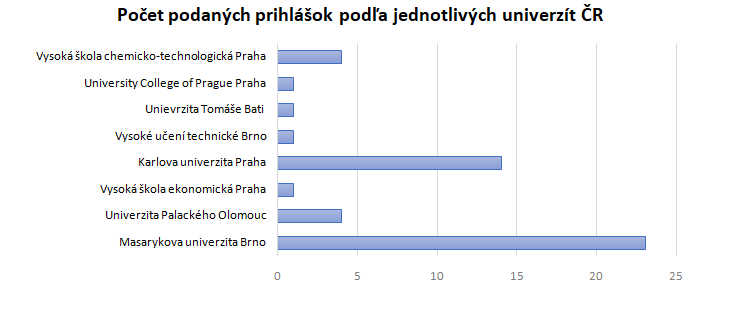 Počet podaných prihlášok podľa jednotlivých univerzít ČR
Vysoká škola chemicko-technologická Praha
University College of Prague Praha
Unievrzita Tomáše Bati
Vysoké učení technické Brno
Karlova univerzita Praha
Vysoká škola ekonomická Praha
Univerzita Palackého Olomouc
Masarykova univerzita Brno
0 5 10 15 20 25